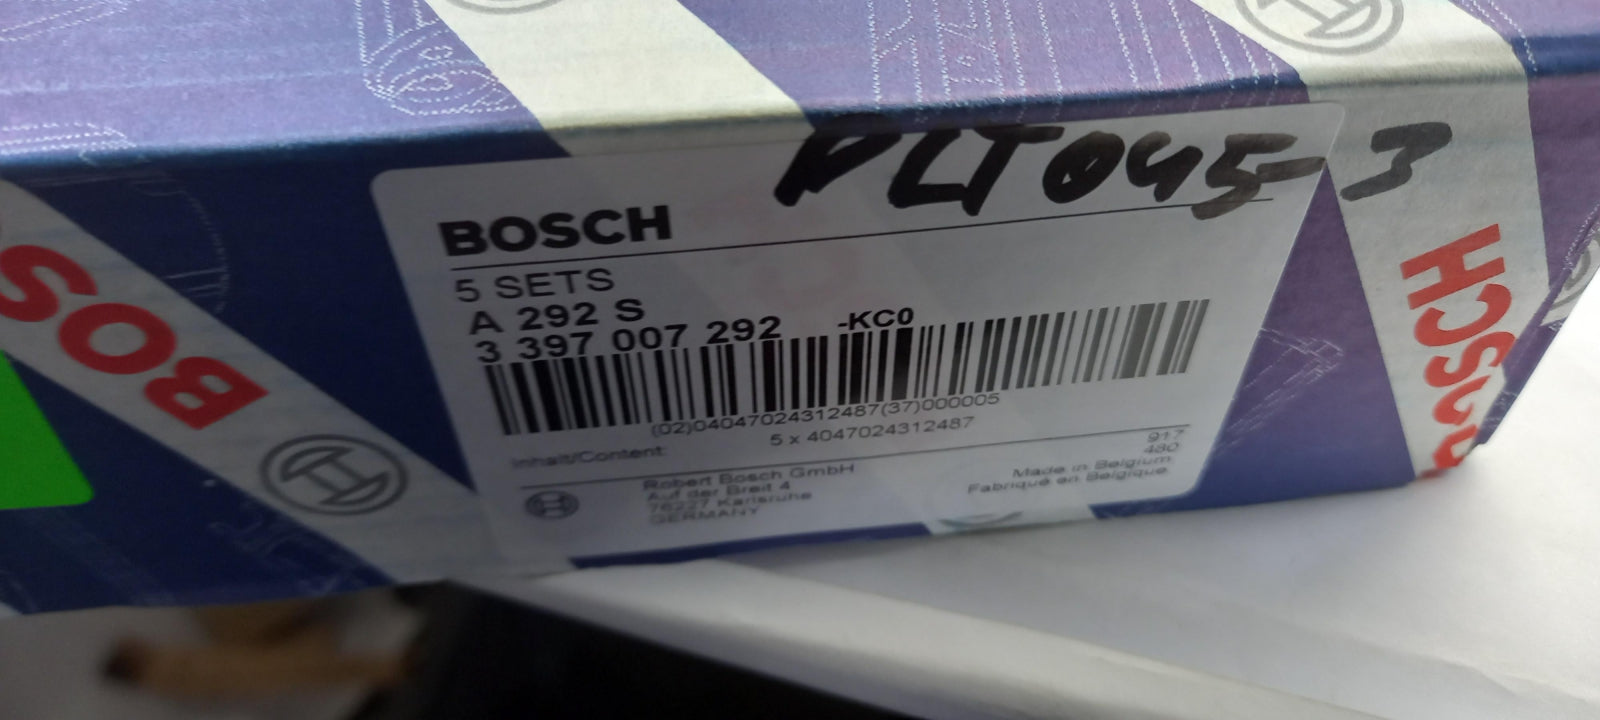 PLT045-3
BOSCH
5 SETS
A 292 S
3 397 007 292 -KC0
(02)04047024312487(37)000005
5 x 4047024312487
Inhalt/Content:
917
480
Robert Bosch GmbH
Auf der Breit 4
76227 Karlsruhe
GERMANY
Made in Belgium
Fabriqué en Belgique
BOS
BOSCH